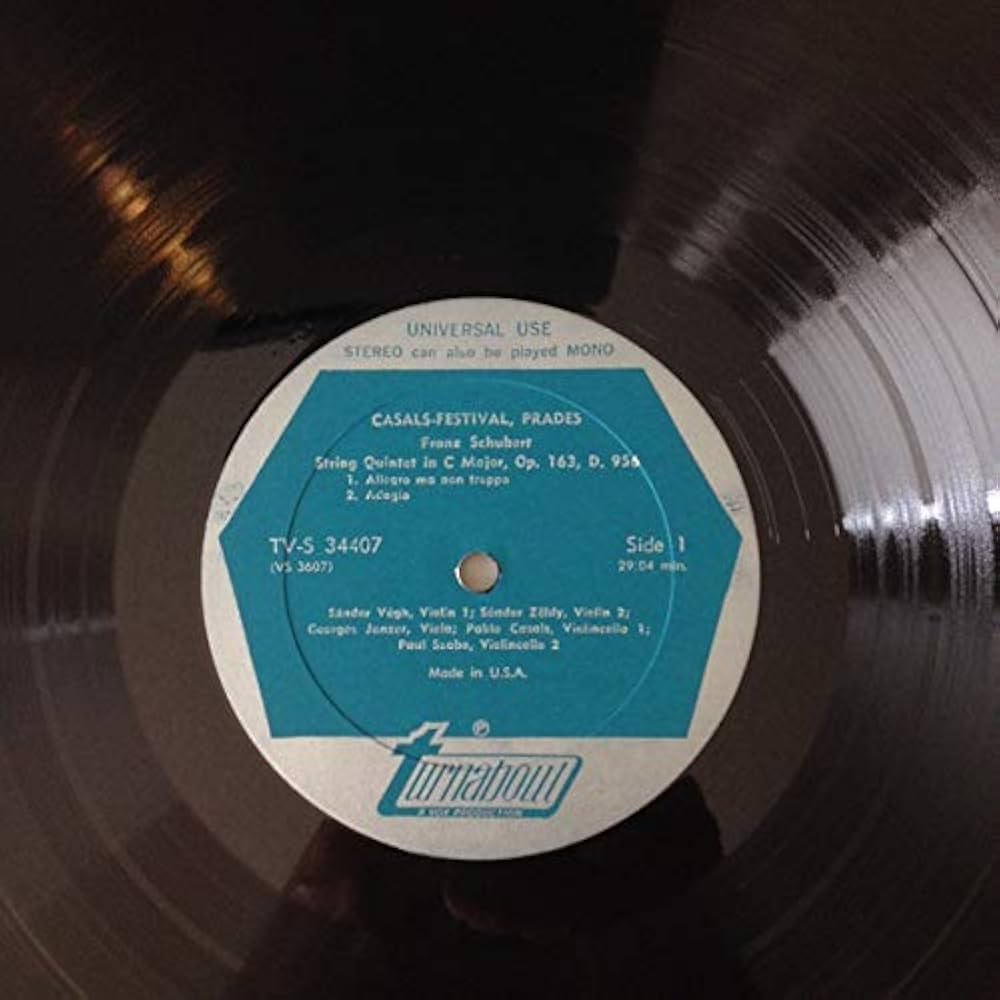 UNIVERSAL USE
STEREO can also be played MONO
CASALS-FESTIVAL, PRADES
Franz Schubert
String Quintet in C Major, Op. 163, D. 956
1. Allegro ma non troppo
2. Adagio
TV-S 34407
(VS 3607)
Side 1
29:04 min.
Sándor Végh, Violin 1; Sándor Zöldy, Violin 2;
Georges Janzer, Viola; Pablo Casals, Violincello 1;
Paul Szabo, Violincello 2
Made in U.S.A.
℗
turnabout
A VOX PRODUCTION